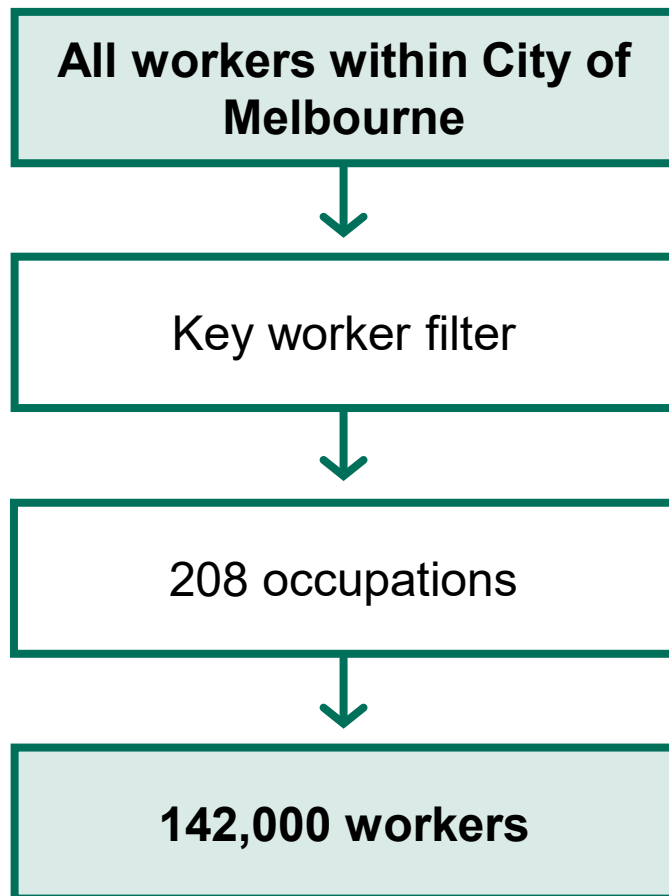 All workers within City of
Melbourne
Key worker filter
208 occupations
142,000 workers